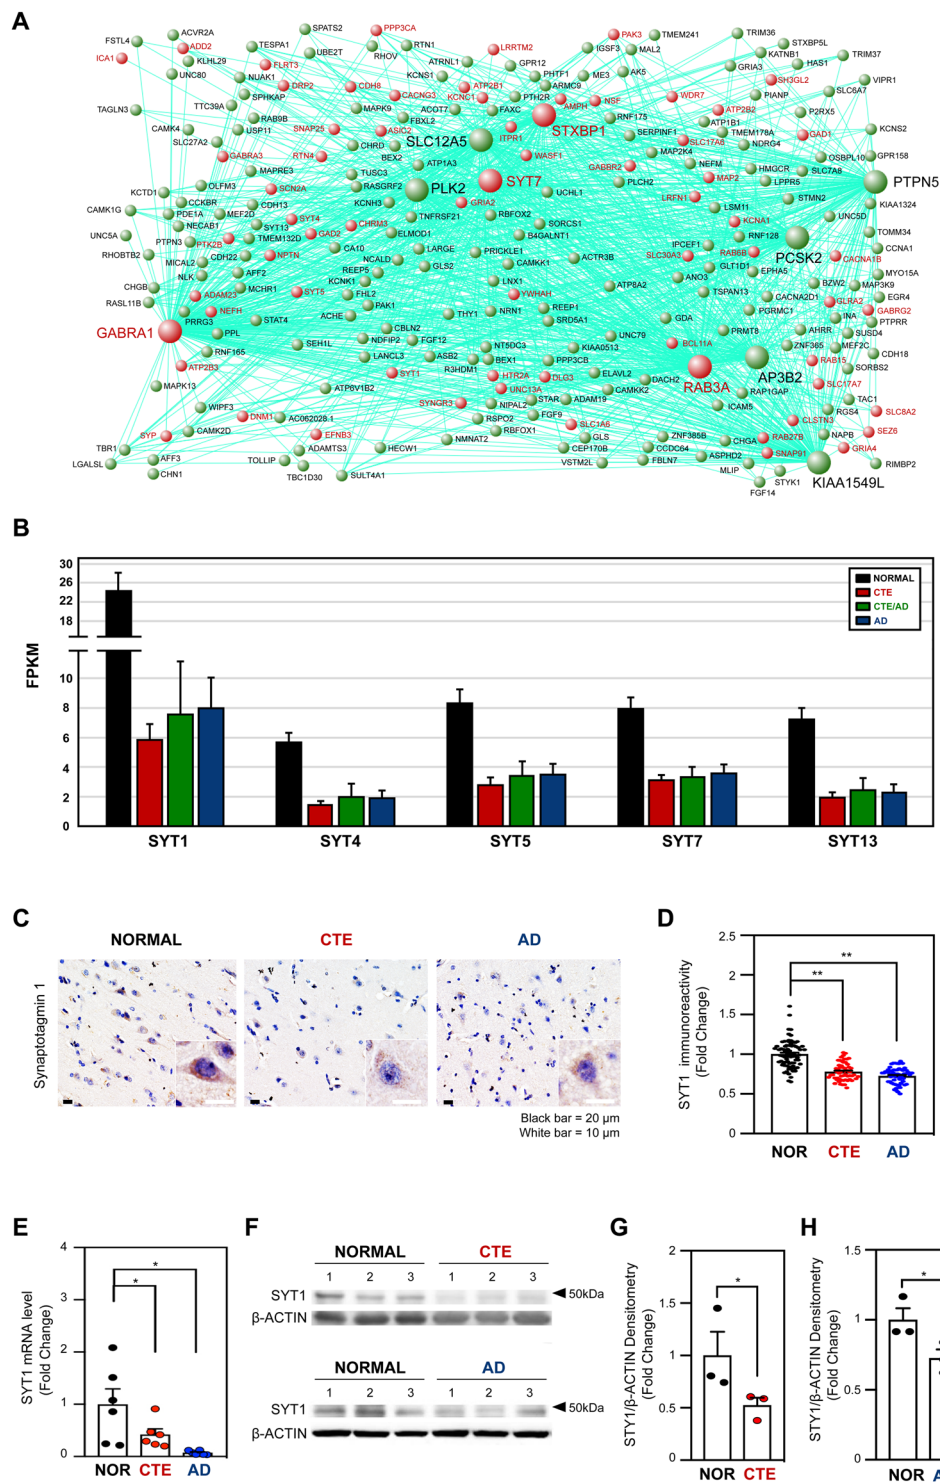 A
FSTL4
ACVR2A
SPATS2
PPP3CA
PAK3
TMEM241
TRIM36
ICA1
ADD2
TESPA1
UBE2T
RTN1
RHOV
LRRTM2
IGSF3
MAL2
KATNB1
STXBP5L
TRIM37
KLHL29
FLRT3
ATRNL1
GPR12
GRIA3
HAS1
UNC80
NUAK1
DRP2
CDH8
KCNS1
PHTF1
ME3
AK5
SH3GL2
VIPR1
SPHKAP
CACNG3
ATP2B1
ARMC9
WDR7
PIANP
SLC6A7
TAGLN3
TTC39A
MAPK9
ACOT7
KCNC1
PTH2R
AMPH
NSF
ATP2B2
P2RX5
RAB9B
FBXL2
FAXC
RNF175
ATP1B1
CAMK4
USP11
SNAP25
ASIC2
STXBP1
SERPINF1
TMEM178A
GAD1
KCNS2
SLC27A2
CHRD
SLC12A5
ITPR1
SLC17A6
NDRG4
GABRA3
RTN4
BEX2
WASF1
MAP2K4
OSBPL10
GPR158
MAPRE3
ATP1A3
GABRR2
NEFM
HMGCR
SLC7A8
TUSC3
RASGRF2
PLK2
SYT7
PLCH2
MAP2
LPPR5
PTPN5
KCTD1
OLFM3
SCN2A
UCHL1
STMN2
KIAA1324
CCKBR
CDH13
KCNH3
GRIA2
LRFN1
LSM11
CAMK1G
PDE1A
MEF2D
SYT4
TNFRSF21
RBFOX2
KCNA1
UNC5D
NECAB1
SYT13
CHRM3
ELMOD1
SORCS1
TOMM34
UNC5A
PTPN3
PTK2B
TMEM132D
GAD2
B4GALNT1
RNF128
IPCEF1
PCSK2
CCNA1
RHOBTB2
MICAL2
CDH22
NPTN
CA10
LARGE
PRICKLE1
ACTR3B
SLC30A3
RAB6B
CACNA1B
NLK
AFF2
NCALD
GLS2
CAMKK1
GLT1D1
EPHA5
MYO15A
CHGB
MCHR1
REEP5
KCNK1
LNX1
ATP8A2
ANO3
BZW2
MAP3K9
RASL11B
ADAM23
SYT5
FHL2
YWHAH
TSPAN13
CACNA2D1
GLRA2
EGR4
NEFH
PAK1
NRN1
REEP1
PGRMC1
GABRG2
PRRG3
STAT4
ACHE
THY1
SRD5A1
GDA
INA
PTPRR
GABRA1
PPL
CBLN2
UNC79
PRMT8
AHRR
SUSD4
NDFIP2
FGF12
SEH1L
NT5DC3
KIAA0513
BCL11A
ZNF365
MEF2C
CDH18
RNF165
LANCL3
ASB2
BEX1
PPP3CB
RAB15
SORBS2
ATP2B3
R3HDM1
SYT1
HTR2A
DLG3
ELAVL2
DACH2
RAB3A
AP3B2
MAPK13
ATP6V1B2
UNC13A
CAMKK2
RAP1GAP
SLC17A7
TAC1
WIPF3
DNM1
AC062028.1
SYNGR3
NIPAL2
STAR
ADAM19
ICAM5
RGS4
SLC8A2
RSPO2
FGF9
CLSTN3
TBR1
SYP
CAMK2D
EFNB3
RBFOX1
SLC1A6
ZNF385B
RAB27B
NAPB
SEZ6
LGALSL
AFF3
ADAMTS3
HECW1
NMNAT2
GLS
CHGA
SNAP91
GRIA4
CHN1
TOLLIP
TBC1D30
SULT4A1
CEP170B
VSTM2L
CCDC64
FBLN7
ASPHD2
MLIP
RIMBP2
STYK1
FGF14
KIAA1549L
B
FPKM
30
26
22
18
10
8
6
4
2
0
NORMAL
CTE
CTE/AD
AD
SYT1
SYT4
SYT5
SYT7
SYT13
C
NORMAL
CTE
AD
Synaptotagmin 1
Black bar = 20 μm
White bar = 10 μm
D
SYT1 immunoreactivity
(Fold Change)
2.5
2
1.5
1
0.5
0
**
**
NOR
CTE
AD
E
SYT1 mRNA level
(Fold Change)
4
3
2
1
0
*
*
NOR
CTE
AD
F
NORMAL
CTE
1 2 3 1 2 3
SYT1
50kDa
β-ACTIN
NORMAL
AD
1 2 3 1 2 3
SYT1
50kDa
β-ACTIN
G
STY1/β-ACTIN Densitometry
(Fold Change)
2
1.5
1
0.5
0
*
NOR
CTE
H
STY1/β-ACTIN Densitometry
(Fold Change)
1.5
1
0.5
0
*
NOR